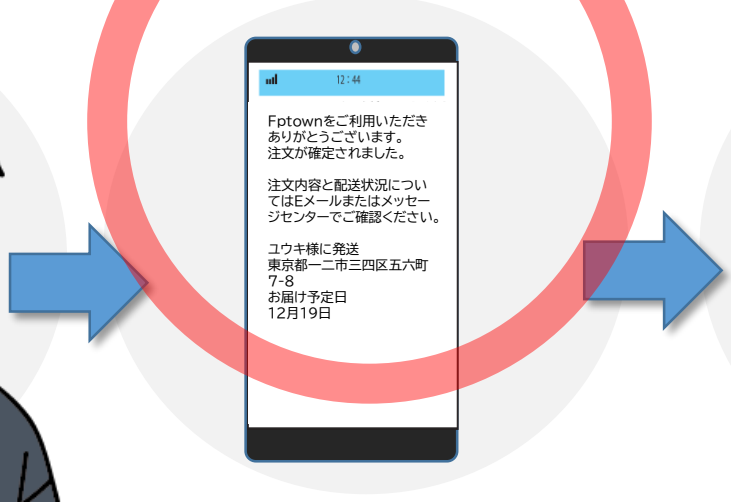 12:44
Fptownをご利用いただき
ありがとうございます。
注文が確定されました。
注文内容と配送状況につい
てはEメールまたはメッセー
ジセンターでご確認ください。
ユウキ様に発送
東京都一二市三四区五六町
7-8
お届け予定日
12月19日